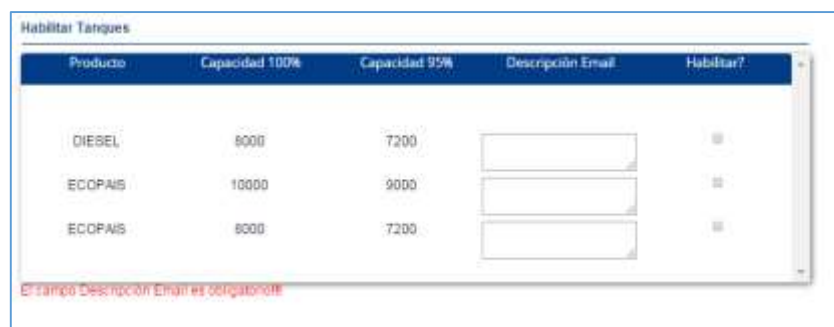 Habilitar Tanques
Producto Capacidad 100% Capacidad 95% Descripción Email Habilitar?
DIESEL 8000 7200
ECOPAIS 10000 9000
ECOPAIS 8000 7200
El campo Descripción Email es obligatorio!!!